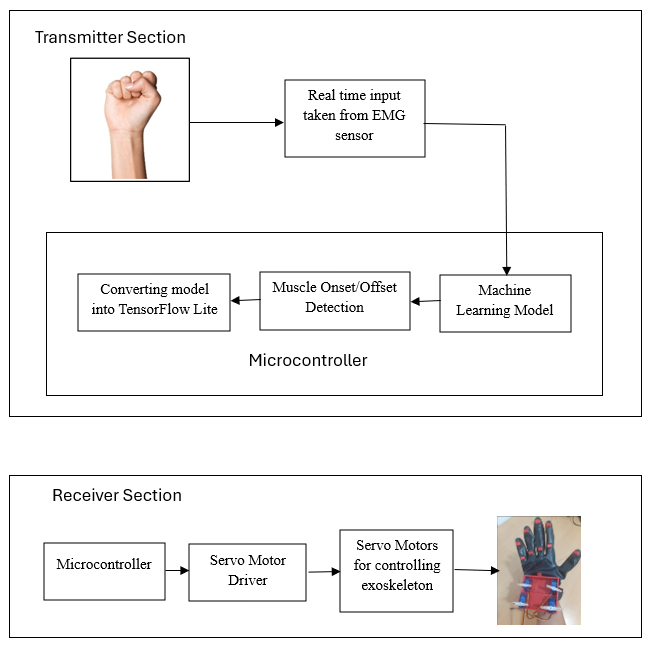 Transmitter Section
Real time input
taken from EMG
sensor
Converting model
into TensorFlow Lite
Muscle Onset/Offset
Detection
Machine
Learning Model
Microcontroller
Receiver Section
Microcontroller
Servo Motor
Driver
Servo Motors
for controlling
exoskeleton